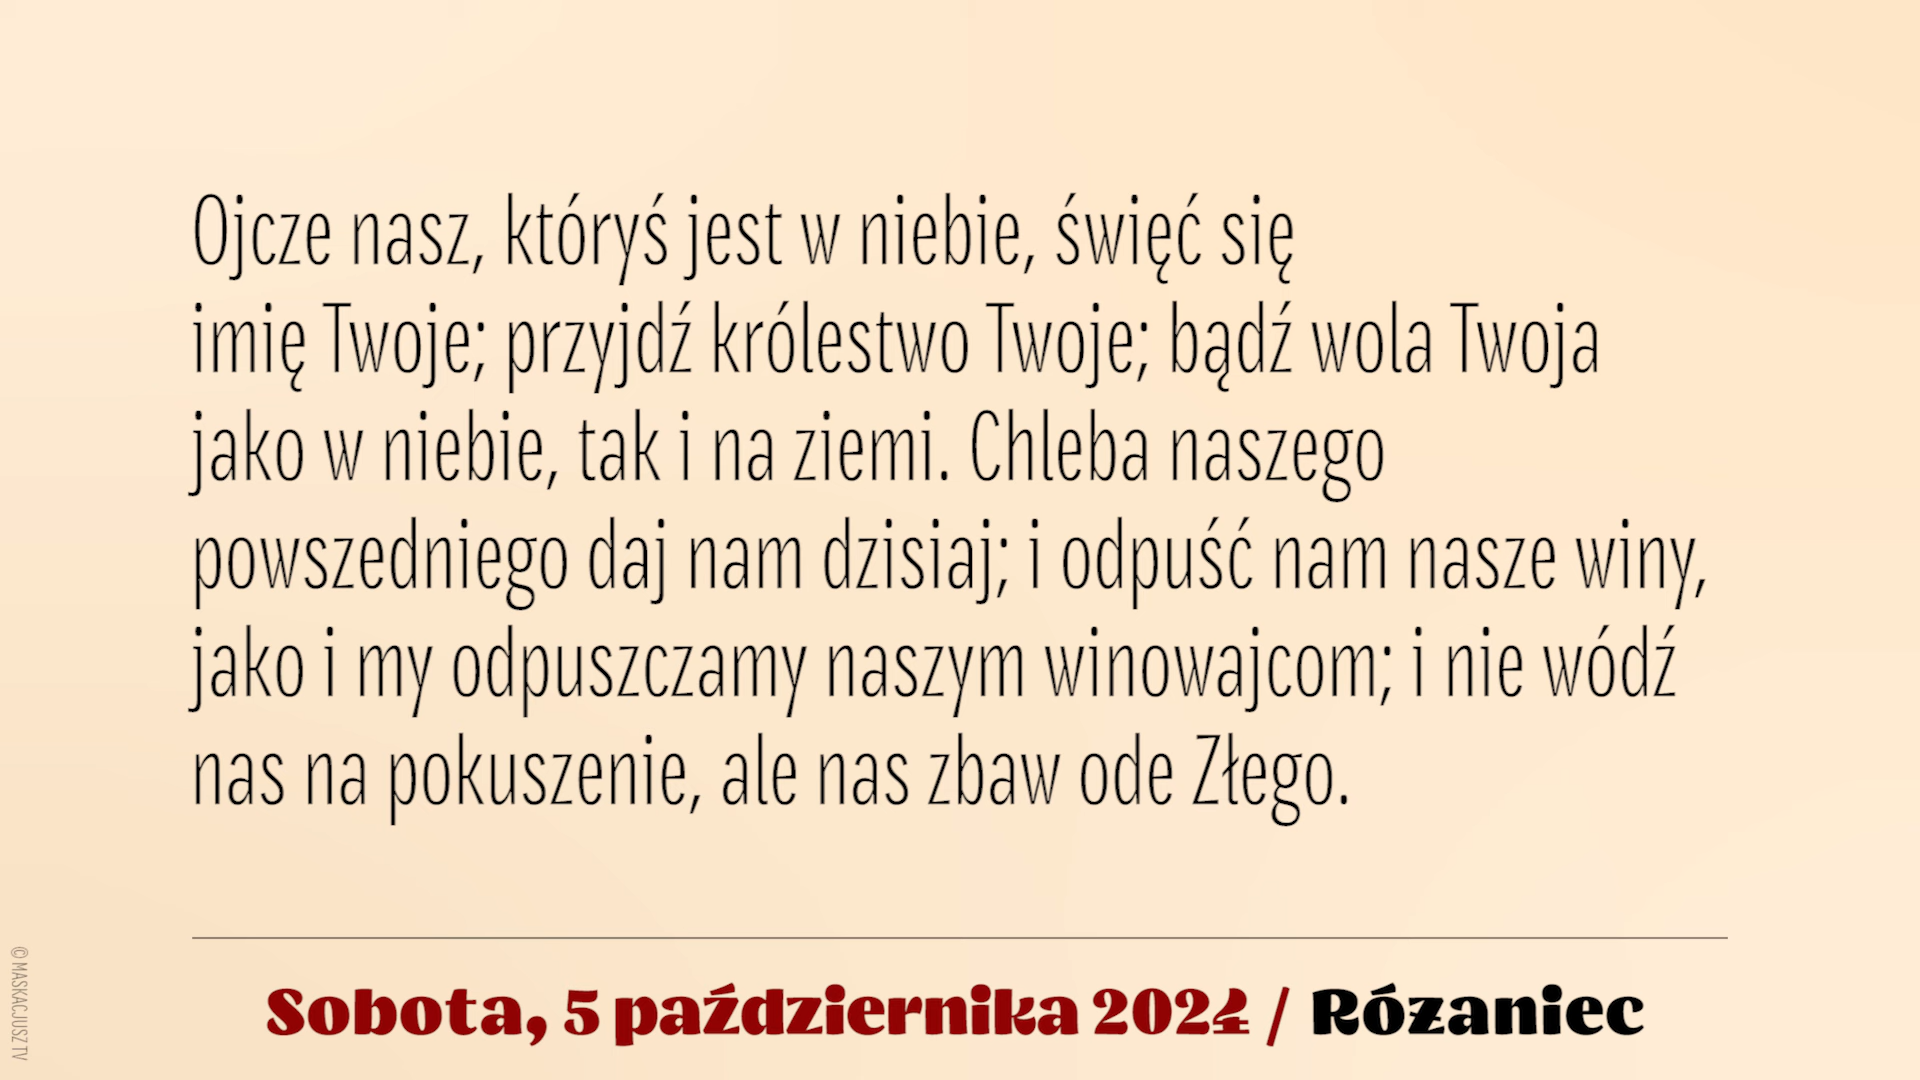 Ojcze nasz, któryś jest w niebie, święć się
imię Twoje; przyjdź królestwo Twoje; bądź wola Twoja
jako w niebie, tak i na ziemi. Chleba naszego
powszedniego daj nam dzisiaj; i odpuść nam nasze winy,
jako i my odpuszczamy naszym winowajcom; i nie wódź
nas na pokuszenie, ale nas zbaw ode Złego.
Sobota, 5 października 2024 / Różaniec
© MASKACJUSZ TV